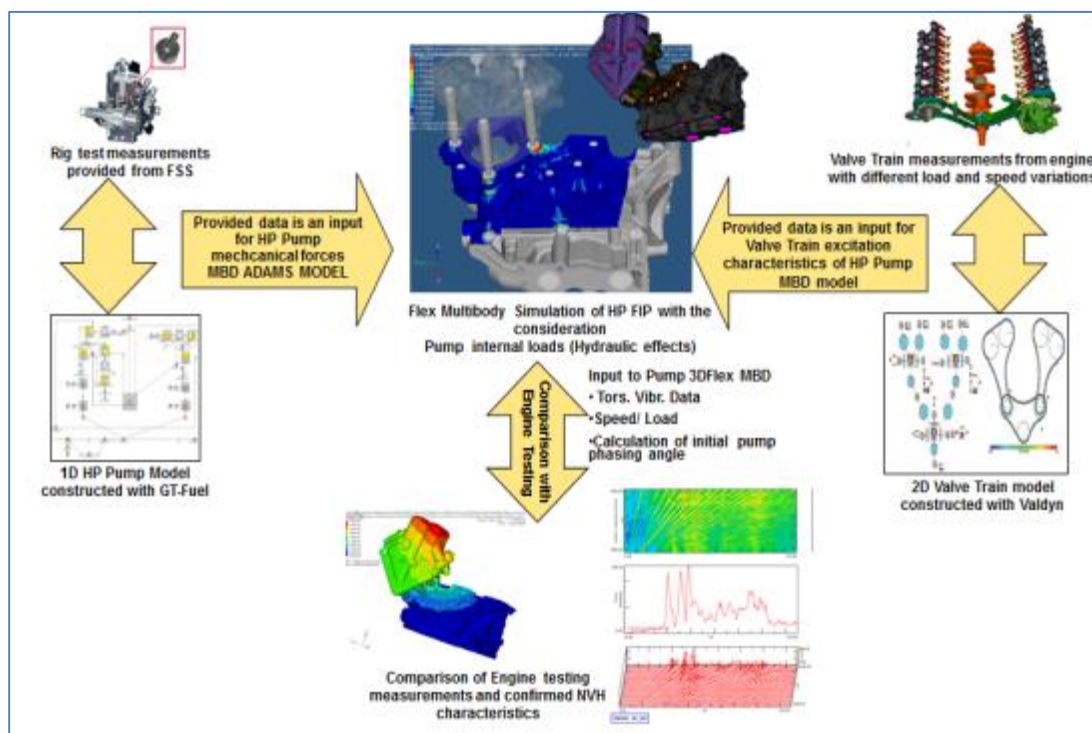 Rig test measurements
provided from FSS
Provided data is an input
for HP Pump
mechcanical forces
MBD ADAMS MODEL
1D HP Pump Model
constructed with GT-Fuel
Flex Multibody Simulation of HP FIP with the
consideration
Pump internal loads (Hydraulic effects)
Valve Train measurements from engine
with different load and speed variations
Provided data is an input for
Valve Train excitation
characteristics of HP Pump
MBD model
2D Valve Train model
constructed with Valdyn
Comparison with
Engine Testing
Input to Pump 3DFlex MBD
• Tors. Vibr. Data
• Speed/ Load
•Calculation of initial pump
phasing angle
Comparison of Engine testing
measurements and confirmed NVH
characteristics